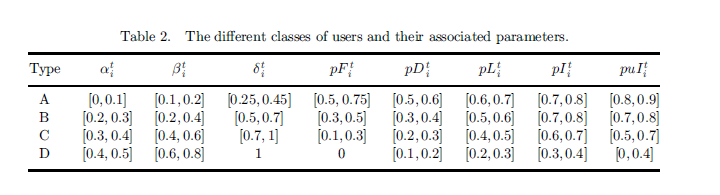 Table 2. The different classes of users and their associated parameters.
Type α_i^t β_i^t δ_i^t pF_i^t pD_i^t pL_i^t pI_i^t puI_i^t
A [0, 0.1] [0.1, 0.2] [0.25, 0.45] [0.5, 0.75] [0.5, 0.6] [0.6, 0.7] [0.7, 0.8] [0.8, 0.9]
B [0.2, 0.3] [0.2, 0.4] [0.5, 0.7] [0.3, 0.5] [0.3, 0.4] [0.5, 0.6] [0.7, 0.8] [0.7, 0.8]
C [0.3, 0.4] [0.4, 0.6] [0.7, 1] [0.1, 0.3] [0.2, 0.3] [0.4, 0.5] [0.6, 0.7] [0.5, 0.7]
D [0.4, 0.5] [0.6, 0.8] 1 0 [0.1, 0.2] [0.2, 0.3] [0.3, 0.4] [0, 0.4]